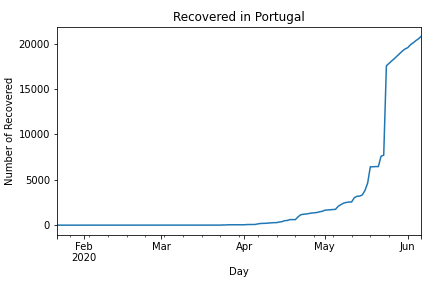 Recovered in Portugal
Number of Recovered
20000
15000
10000
5000
0
Feb
2020
Mar
Apr
May
Jun
Day